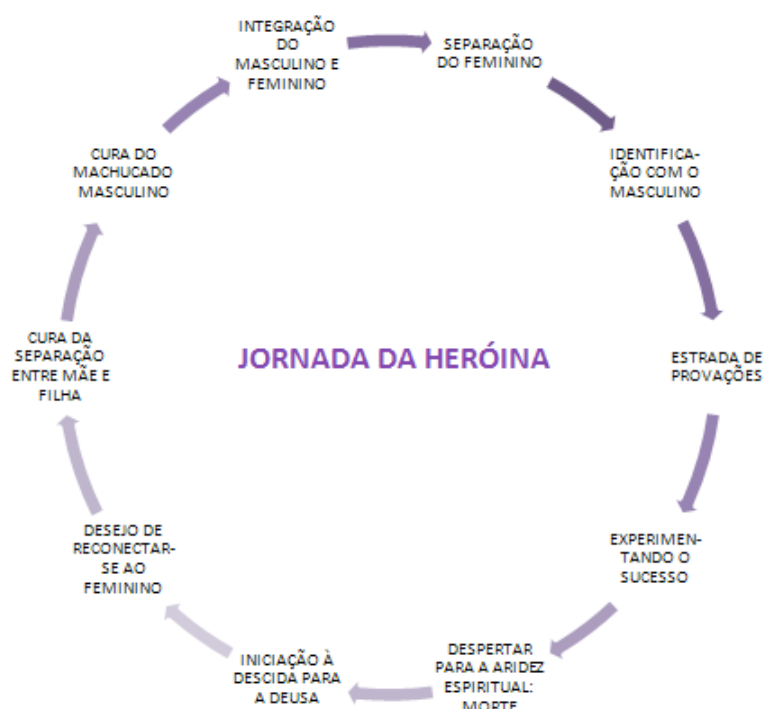 INTEGRAÇÃO
DO
MASCULINO E
FEMININO
SEPARAÇÃO
DO FEMININO
IDENTIFICA-
ÇÃO COM O
MASCULINO
ESTRADA DE
PROVAÇÕES
EXPERIMEN-
TANDO O
SUCESSO
DESPERTAR
PARA A ARIDEZ
ESPIRITUAL:
MORTE
INICIAÇÃO À
DESCIDA PARA
A DEUSA
DESEJO DE
RECONECTAR-
SE AO
FEMININO
CURA DA
SEPARAÇÃO
ENTRE MÃE E
FILHA
CURA DO
MACHUCADO
MASCULINO
JORNADA DA HERÓINA